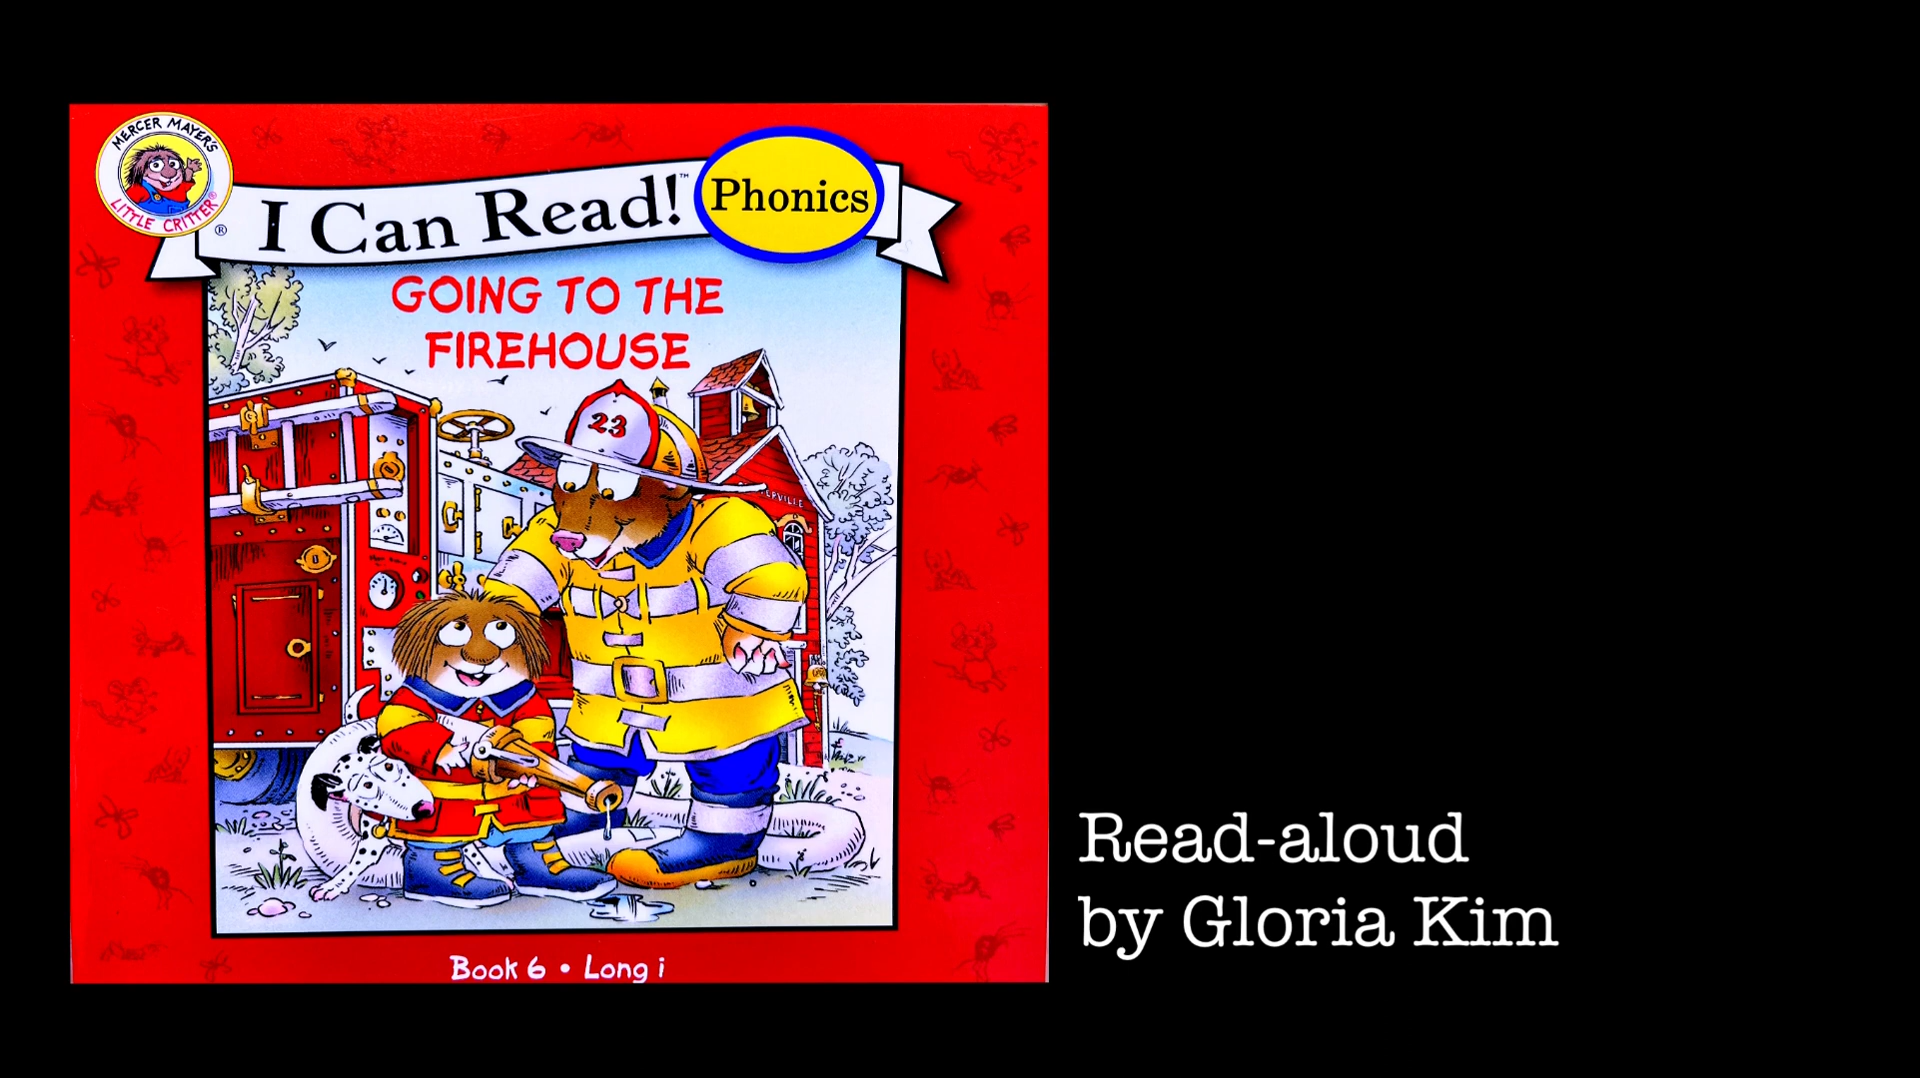 MERCER MAYER'S
LITTLE CRITTER®
®
I Can Read!™
Phonics
GOING TO THE
FIREHOUSE
23
ERVILLE
Book 6 • Long i
Read-aloud
by Gloria Kim